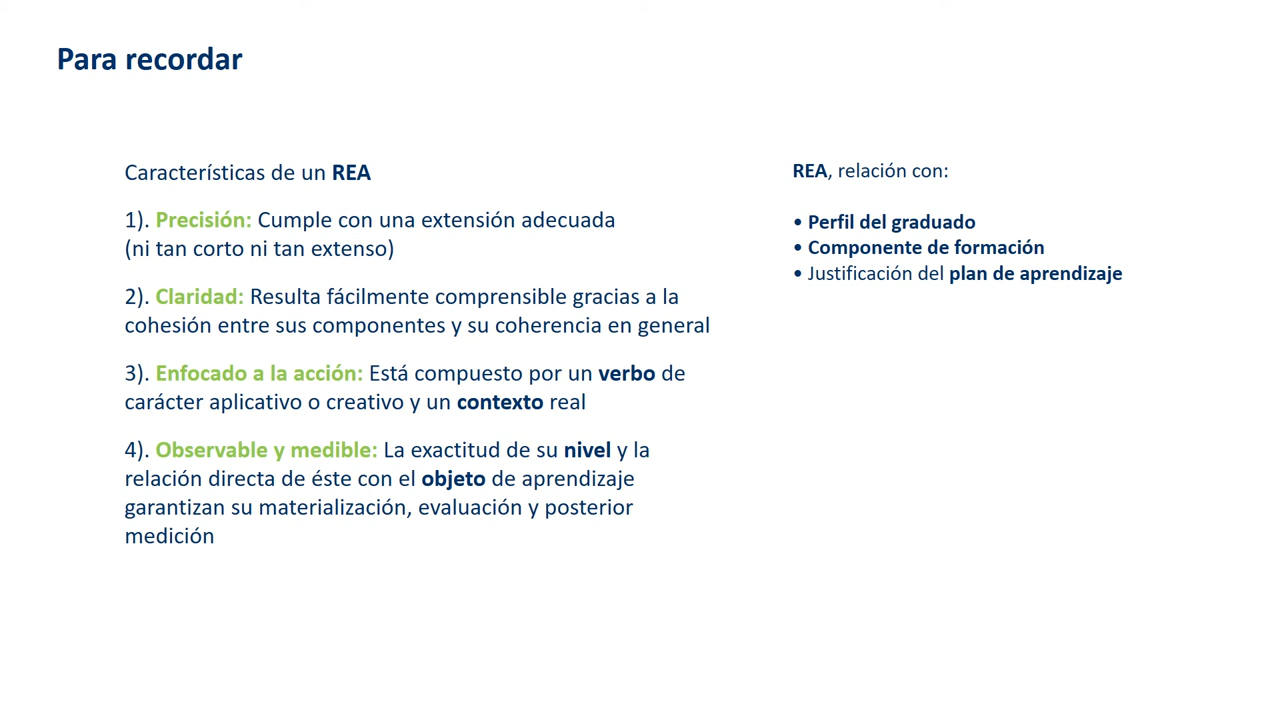 Para recordar
Características de un REA
1). Precisión: Cumple con una extensión adecuada
(ni tan corto ni tan extenso)
2). Claridad: Resulta fácilmente comprensible gracias a la
cohesión entre sus componentes y su coherencia en general
3). Enfocado a la acción: Está compuesto por un verbo de
carácter aplicativo o creativo y un contexto real
4). Observable y medible: La exactitud de su nivel y la
relación directa de éste con el objeto de aprendizaje
garantizan su materialización, evaluación y posterior
medición
REA, relación con:
• Perfil del graduado
• Componente de formación
• Justificación del plan de aprendizaje